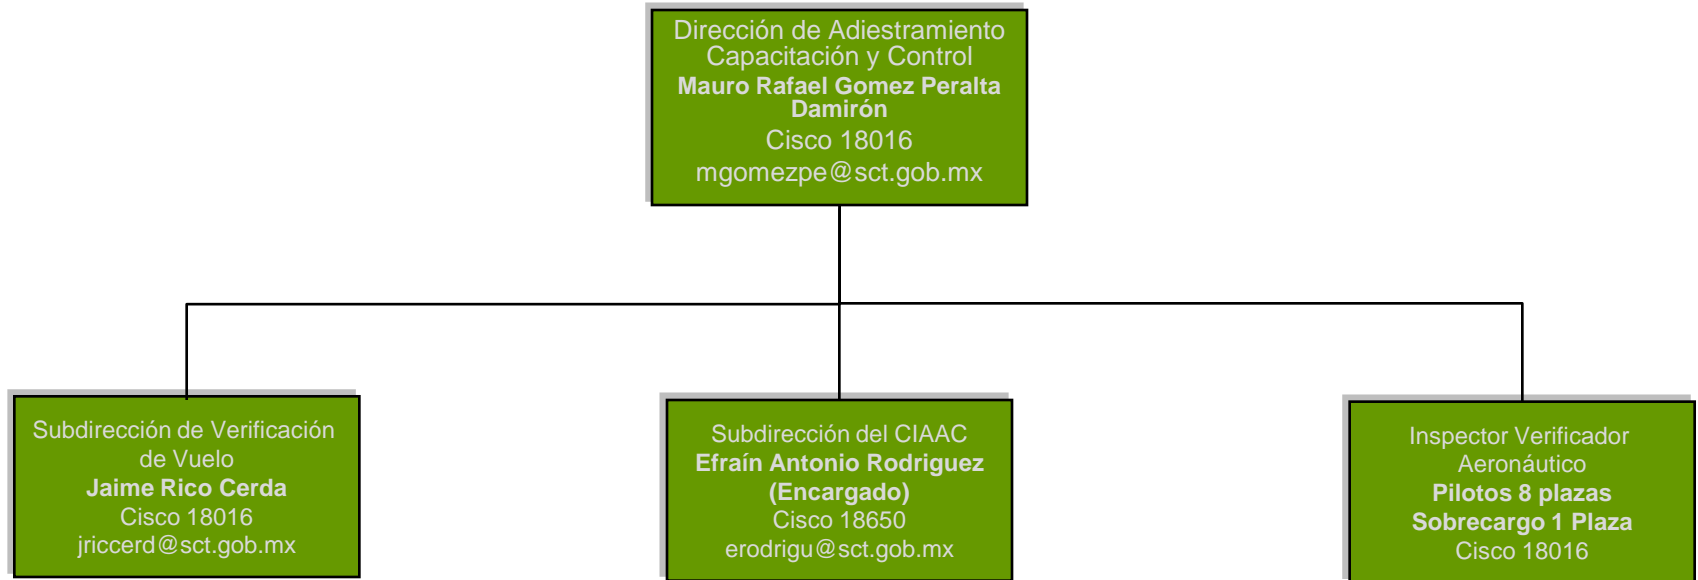 Dirección de Adiestramiento
Capacitación y Control
Mauro Rafael Gomez Peralta
Damirón
Cisco 18016
mgomezpe@sct.gob.mx
Subdirección de Verificación
de Vuelo
Jaime Rico Cerda
Cisco 18016
jriccerd@sct.gob.mx
Subdirección del CIAAC
Efraín Antonio Rodriguez
(Encargado)
Cisco 18650
erodrigu@sct.gob.mx
Inspector Verificador
Aeronáutico
Pilotos 8 plazas
Sobrecargo 1 Plaza
Cisco 18016